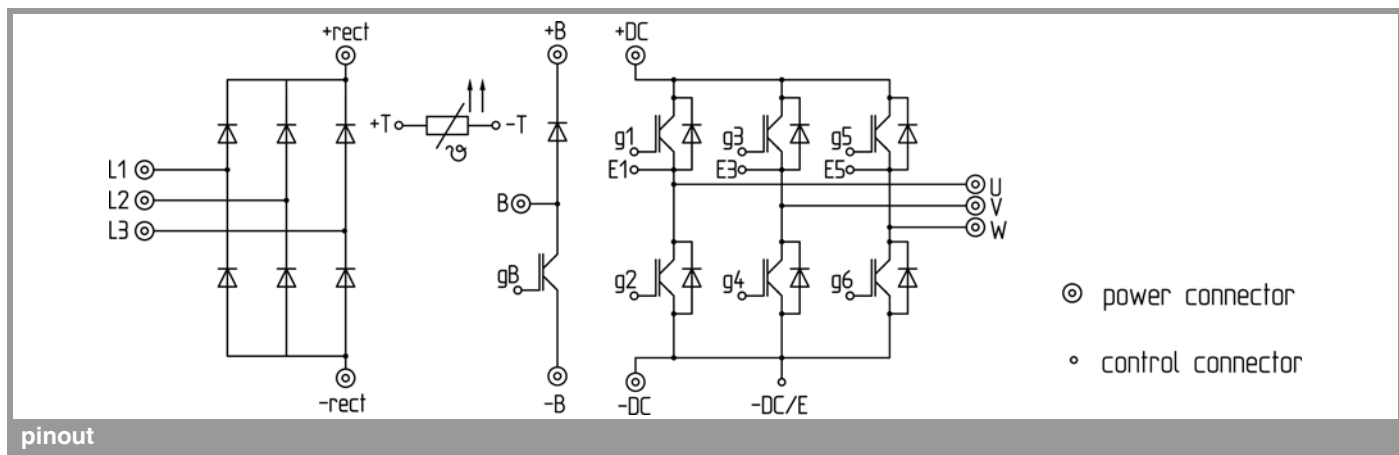 +rect
+B
+DC
+T
-T
ϑ
g1
g3
g5
L1
E1
E3
E5
U
L2
B
V
L3
W
gB
g2
g4
g6
power connector
control connector
-rect
-B
-DC
-DC/E
pinout